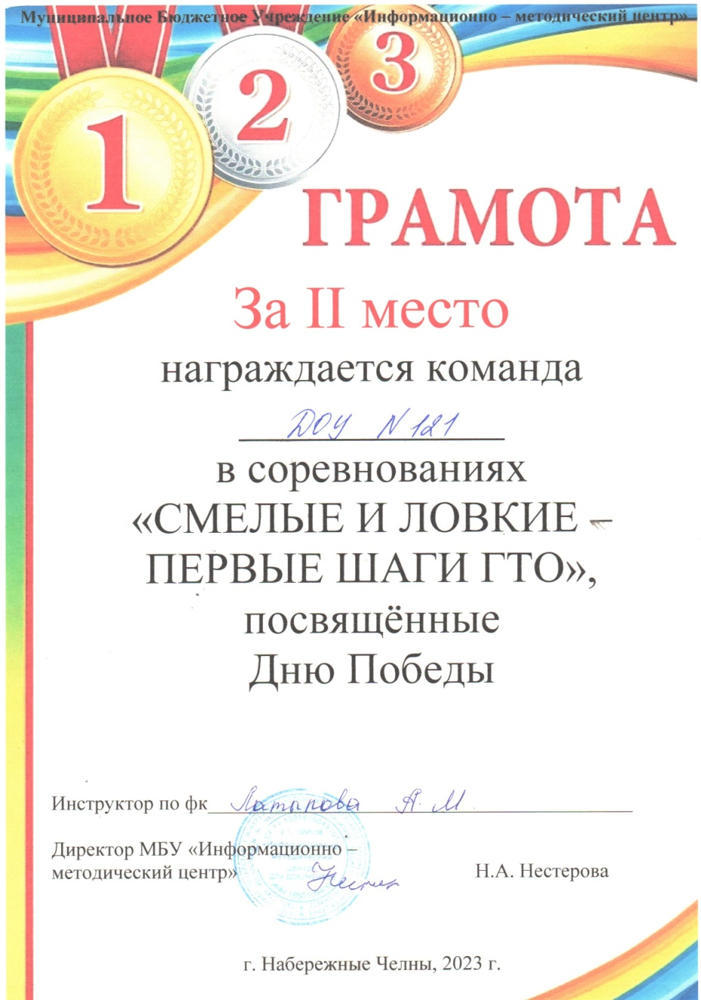 Муниципальное Бюджетное Учреждение «Информационно – методический центр»
1
2
3
ГРАМОТА
За II место
награждается команда
ДОУ N 121
в соревнованиях
«СМЕЛЫЕ И ЛОВКИЕ –
ПЕРВЫЕ ШАГИ ГТО»,
посвящённые
Дню Победы
Инструктор по фк Латыпова А. М
Директор МБУ «Информационно –
методический центр» Н.А. Нестерова
г. Набережные Челны, 2023 г.